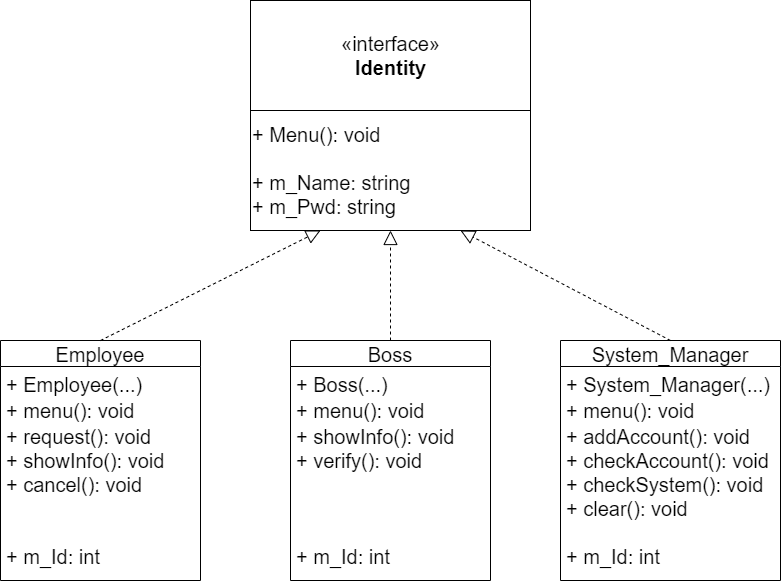 «interface»
Identity
+ Menu(): void
+ m_Name: string
+ m_Pwd: string
Employee
+ Employee(...)
+ menu(): void
+ request(): void
+ showInfo(): void
+ cancel(): void
+ m_Id: int
Boss
+ Boss(...)
+ menu(): void
+ showInfo(): void
+ verify(): void
+ m_Id: int
System_Manager
+ System_Manager(...)
+ menu(): void
+ addAccount(): void
+ checkAccount(): void
+ checkSystem(): void
+ clear(): void
+ m_Id: int